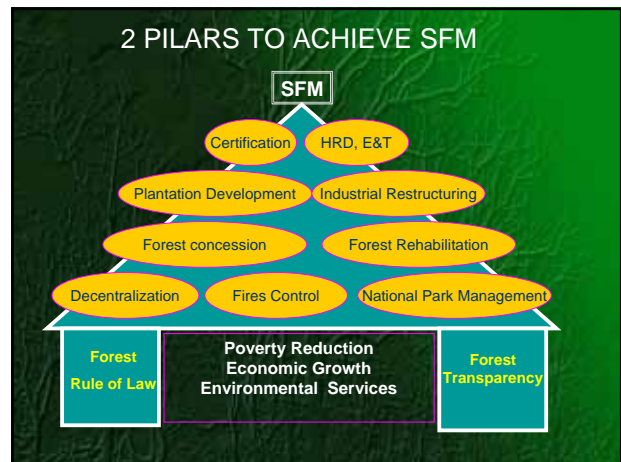 2 PILARS TO ACHIEVE SFM
SFM
Certification
HRD, E&T
Plantation Development
Industrial Restructuring
Forest concession
Forest Rehabilitation
Decentralization
Fires Control
National Park Management
Forest
Rule of Law
Poverty Reduction
Economic Growth
Environmental Services
Forest
Transparency